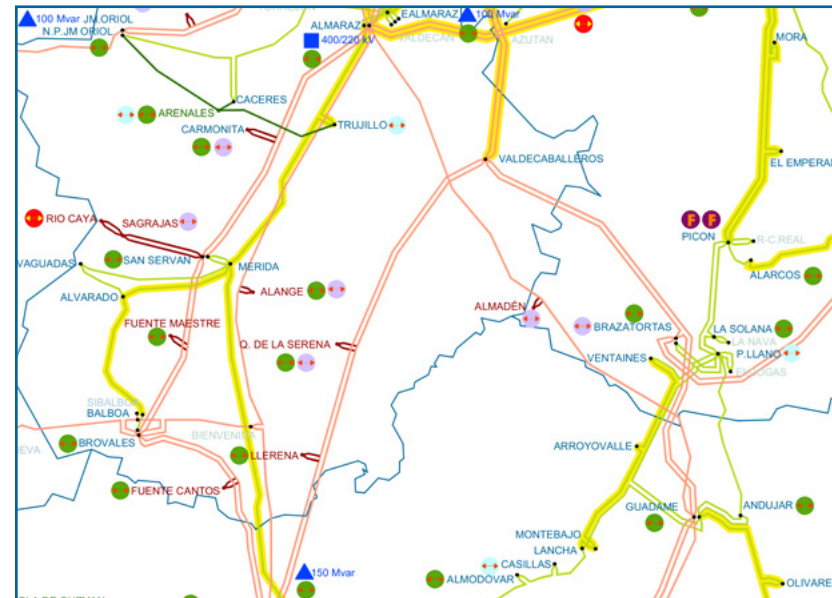 100 Mvar JM.ORIOL
N.P.JM ORIOL
ALMARAZ
EALMARAZ
VALDECAN
100 Mvar
AZUTAN
400/220 kV
MORA
CACERES
ARENALES
CARMONITA
TRUJILLO
VALDECABALLEROS
EL EMPERA
RIO CAYA
SAGRAJAS
PICON
R-C.REAL
VAGUADAS
SAN SERVAN
MERIDA
ALARCOS
ALVARADO
ALANGE
ALMADÉN
FUENTE MAESTRE
BRAZATORTAS
LA SOLANA
LA NAVA
Q. DE LA SERENA
VENTAINES
P.LLANO
SIBALBO
BALBOA
BIENVENIDA
BROVALES
ARROYOVALLE
LLERENA
FUENTE CANTOS
GUADAME
ANDUJAR
MONTEBAJO
LANCHA
CASILLAS
150 Mvar
ALMODOVAR
OLIVARE
F F